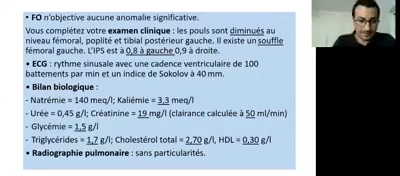 • FO n'objective aucune anomalie significative.
Vous complétez votre examen clinique : les pouls sont diminués au
niveau fémoral, poplité et tibial postérieur gauche. Il existe un souffle
fémoral gauche. L'IPS est à 0,8 à gauche 0,9 à droite.
• ECG : rythme sinusale avec une cadence ventriculaire de 100
battements par min et un indice de Sokolov à 40 mm.
• Bilan biologique :
- Natrémie = 140 meq/l; Kaliémie = 3,3 meq/l
- Urée = 0,45 g/l; Créatinine = 19 mg/l (clairance calculée à 50 ml/min)
- Glycémie = 1,5 g/l
- Triglycérides = 1,7 g/l; Cholestérol total = 2,70 g/l, HDL = 0,30 g/l
• Radiographie pulmonaire : sans particularités.